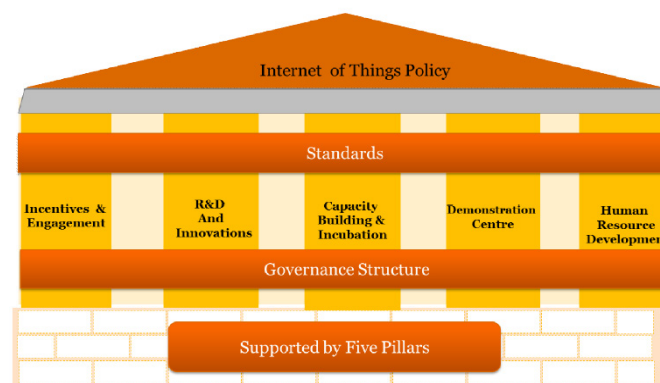 Internet of Things Policy
Standards
Incentives &
Engagement
R&D
And
Innovations
Capacity
Building &
Incubation
Demonstration
Centre
Human
Resource
Developmen
Governance Structure
Supported by Five Pillars